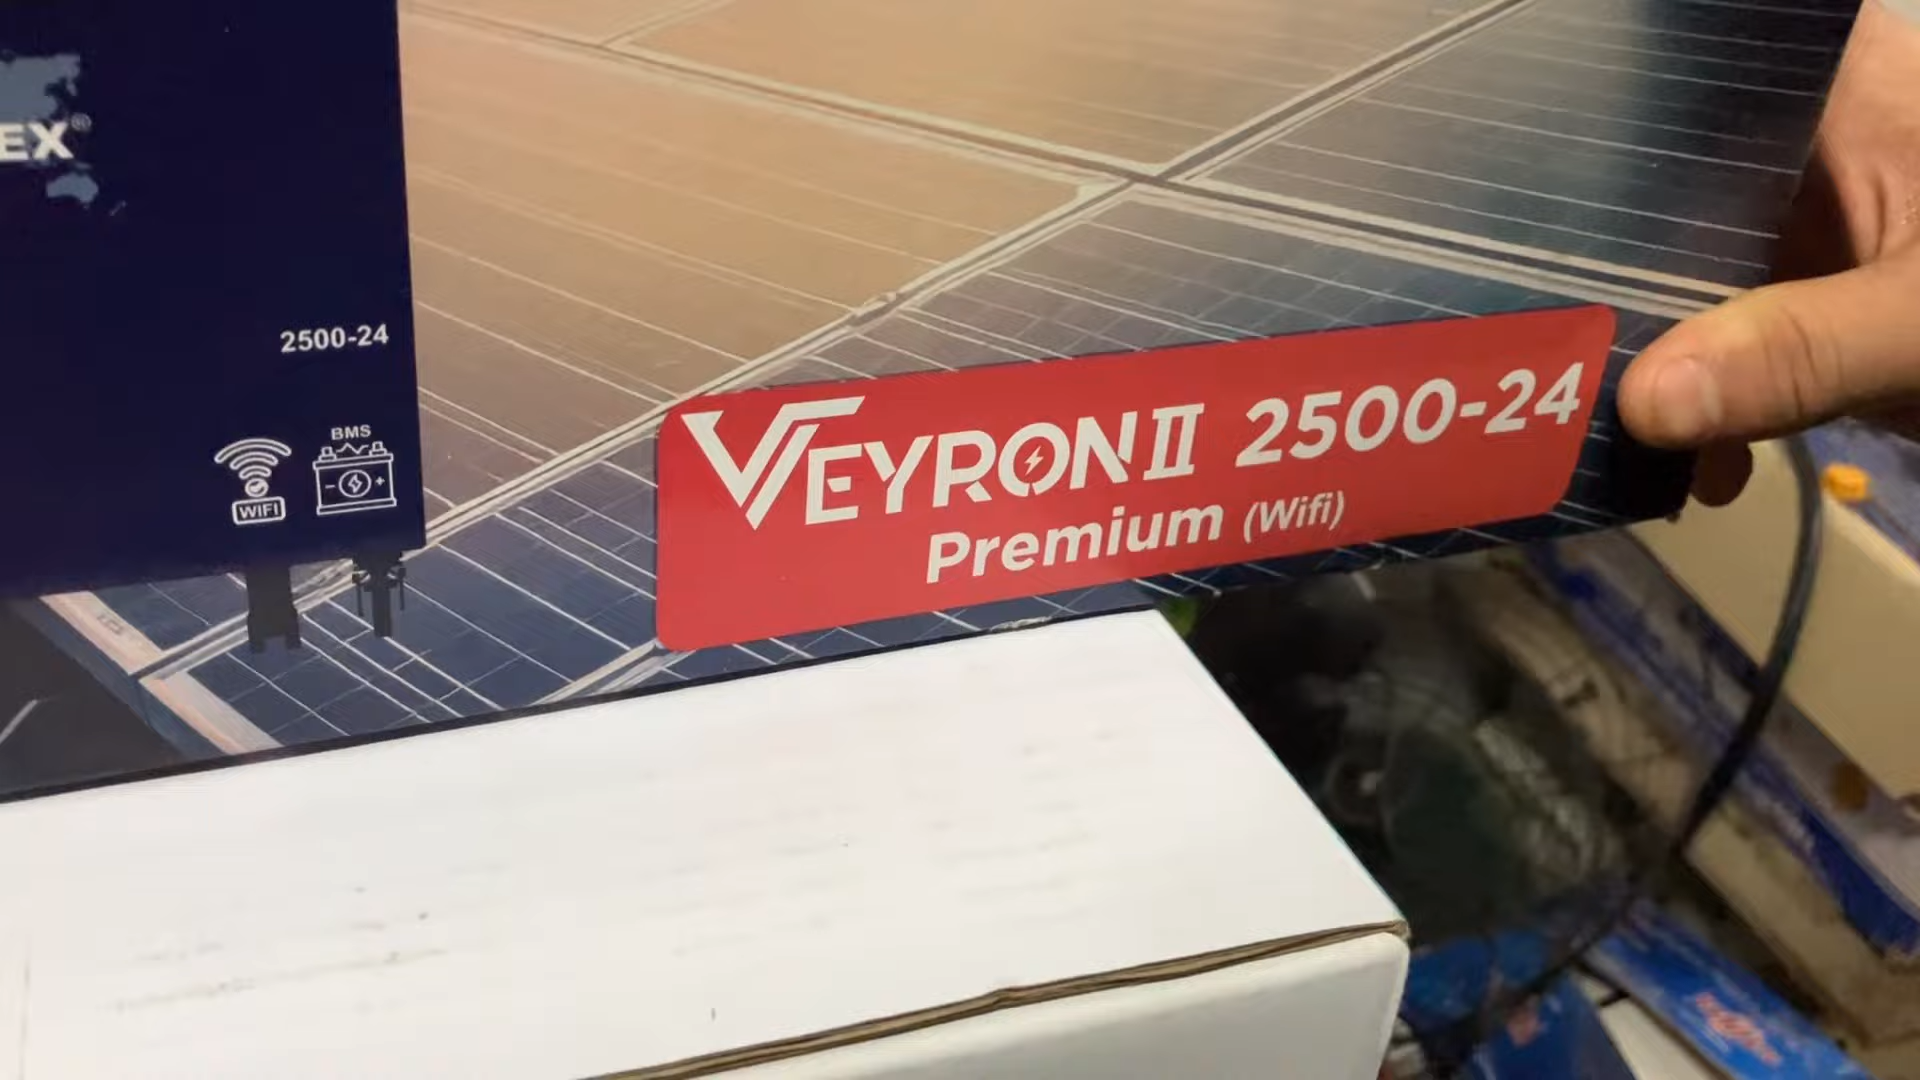 EX®
2500-24
BMS
WIFI
VEYRON II 2500-24
Premium (Wifi)